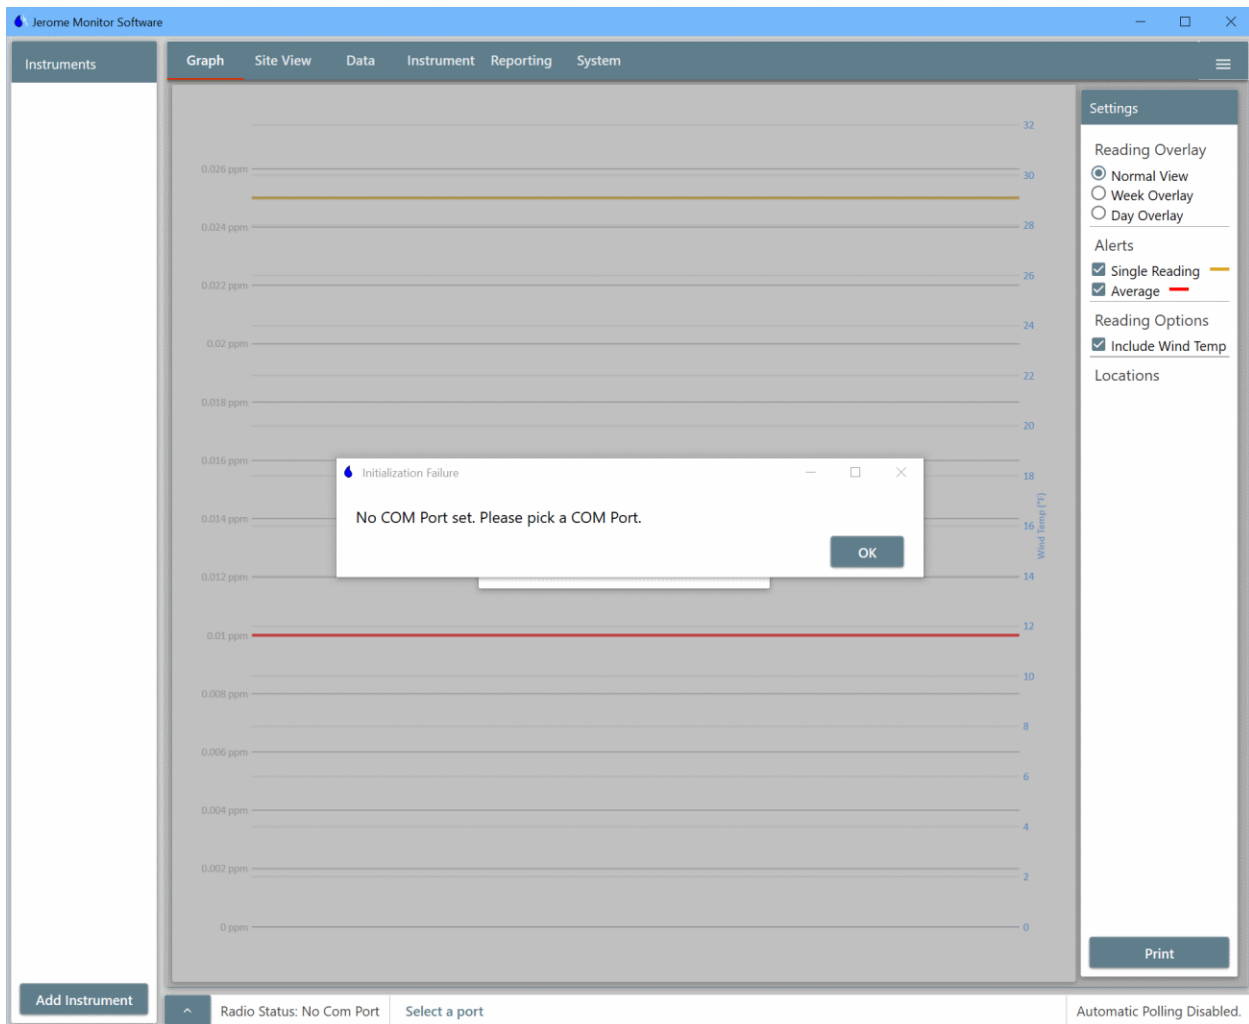 Jerome Monitor Software
Instruments
Graph Site View Data Instrument Reporting System
Settings
Reading Overlay
Normal View
Week Overlay
Day Overlay
Alerts
Single Reading
Average
Reading Options
Include Wind Temp
Locations
0.026 ppm
0.024 ppm
0.022 ppm
0.02 ppm
0.018 ppm
0.016 ppm
0.014 ppm
0.012 ppm
0.01 ppm
0.008 ppm
0.006 ppm
0.004 ppm
0.002 ppm
0 ppm
32
30
28
26
24
22
20
18
16
14
12
10
8
6
4
2
0
Wind Temp (°F)
Initialization Failure
No COM Port set. Please pick a COM Port.
OK
Print
Add Instrument
Radio Status: No Com Port Select a port
Automatic Polling Disabled.